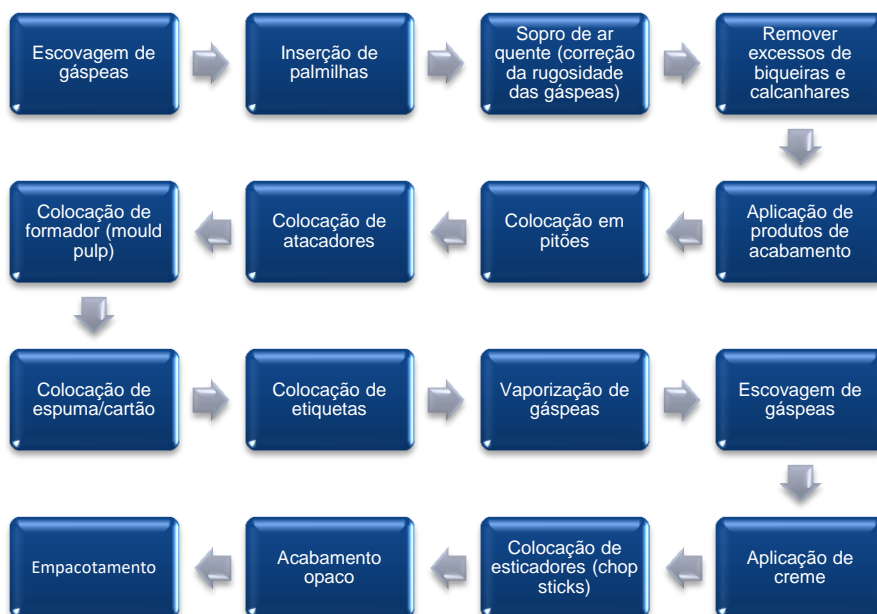 Escovagem de
gáspeas
Inserção de
palmilhas
Sopro de ar
quente (correção
da rugosidade
das gáspeas)
Remover
excessos de
biqueiras e
calcanhares
Aplicação de
produtos de
acabamento
Colocação em
pitões
Colocação de
atacadores
Colocação de
formador (mould
pulp)
Colocação de
espuma/cartão
Colocação de
etiquetas
Vaporização de
gáspeas
Escovagem de
gáspeas
Aplicação de
creme
Colocação de
esticadores (chop
sticks)
Acabamento
opaco
Empacotamento